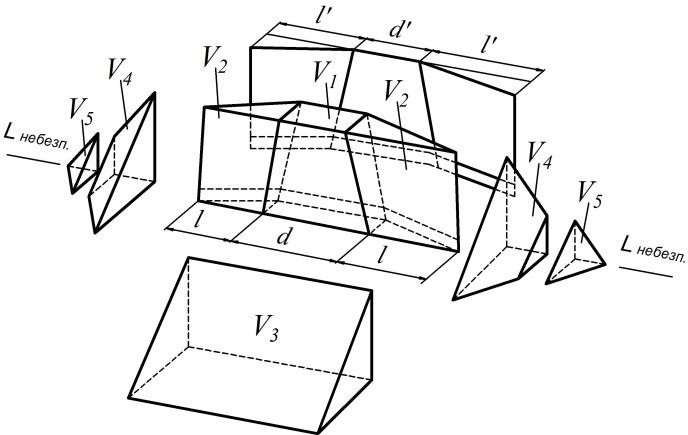 l' d' l'
V2 V1 V2
V4
V5
L небезп.
V4
V5
L небезп.
l d l
V3